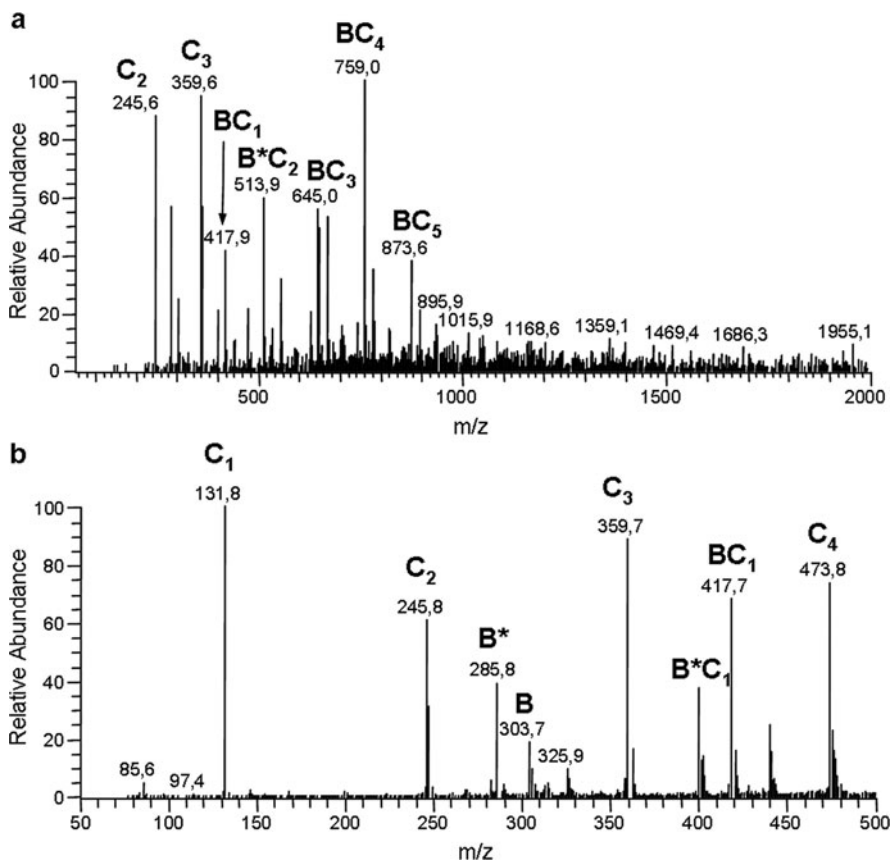 a
Relative Abundance
100
80
60
40
20
0
C₂
245,6
C₃
359,6
BC₁
417,9
B*C₂
513,9
BC₃
645,0
BC₄
759,0
BC₅
873,6
895,9
1015,9
1168,6
1359,1
1469,4
1686,3
1955,1
500 1000 1500 2000
m/z
b
Relative Abundance
100
80
60
40
20
0
85,6
97,4
C₁
131,8
C₂
245,8
B*
285,8
B
303,7
325,9
C₃
359,7
B*C₁
BC₁
417,7
C₄
473,8
50 100 150 200 250 300 350 400 450 500
m/z